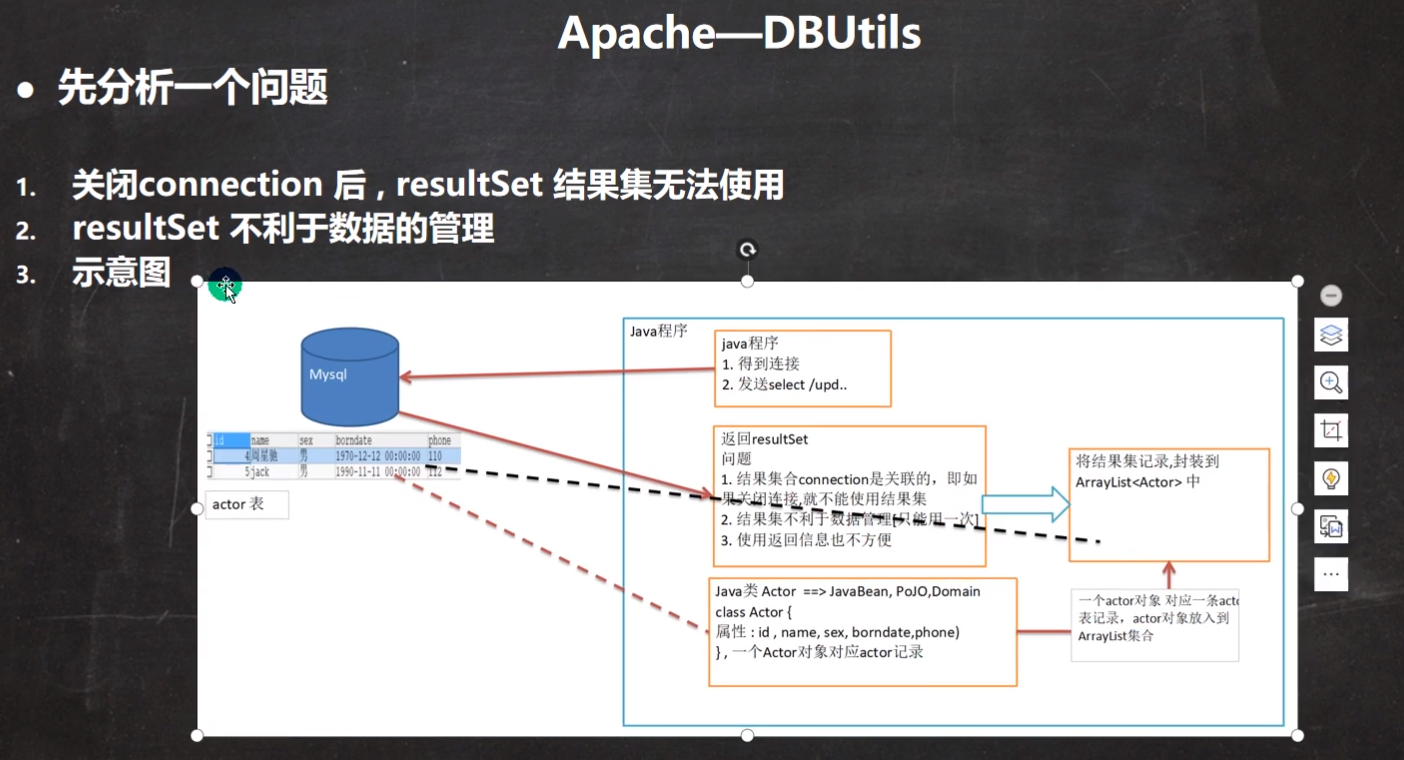 Apache—DBUtils
● 先分析一个问题
1. 关闭connection 后 , resultSet 结果集无法使用
2. resultSet 不利于数据的管理
3. 示意图
Mysql
id name sex borndate phone
4 周星驰 男 1970-12-12 00:00:00 110
5 jack 男 1990-11-11 00:00:00 112
actor 表
Java程序
java程序
1. 得到连接
2. 发送select /upd..
返回resultSet
问题
1. 结果集合connection是关联的，即如
果关闭连接,就不能使用结果集
2. 结果集不利于数据管理[只能用一次]
3. 使用返回信息也不方便
将结果集记录,封装到
ArrayList<Actor> 中
Java类 Actor ==> JavaBean, PoJO,Domain
class Actor {
属性 : id , name, sex, borndate,phone)
} , 一个Actor对象对应actor记录
一个actor对象 对应一条acto
表记录，actor对象放入到
ArrayList集合